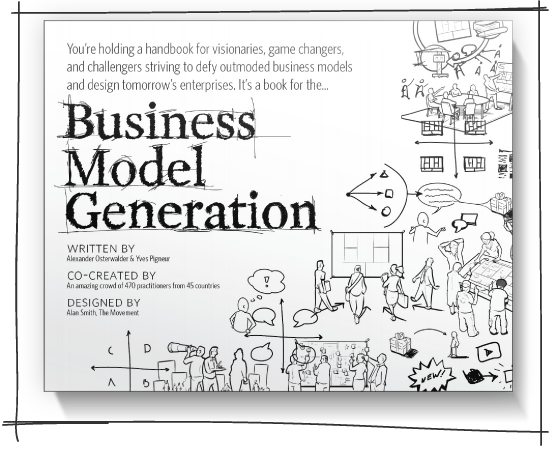 You're holding a handbook for visionaries, game changers,
and challengers striving to defy outmoded business models
and design tomorrow's enterprises. It's a book for the...
Business
Model
Generation
WRITTEN BY
Alexander Osterwalder & Yves Pigneur
CO-CREATED BY
An amazing crowd of 470 practitioners from 45 countries
DESIGNED BY
Alan Smith, The Movement
!
C D
A B
NEW!